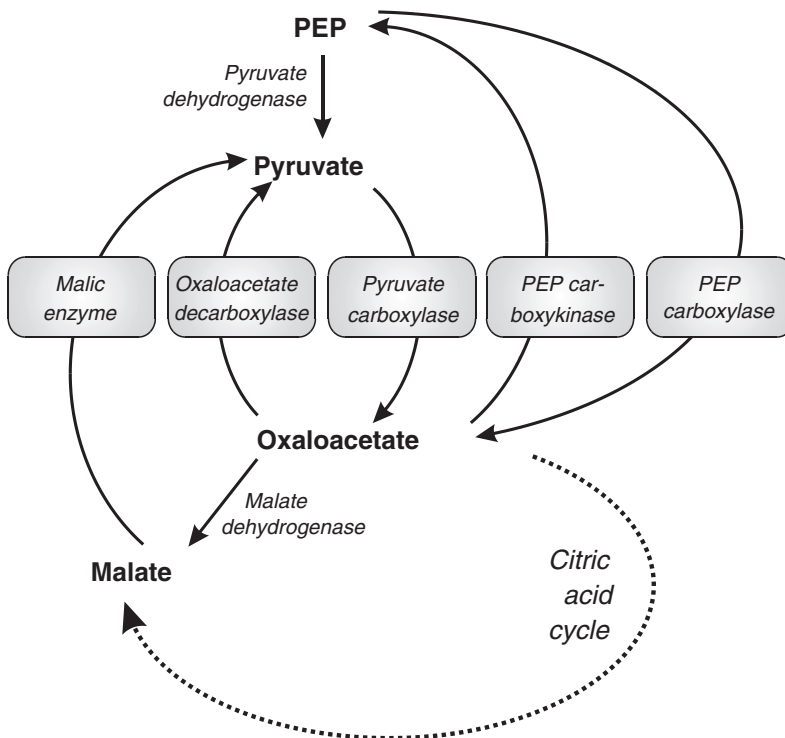 PEP
Pyruvate
dehydrogenase
Pyruvate
Malic
enzyme
Oxaloacetate
decarboxylase
Pyruvate
carboxylase
PEP car-
boxykinase
PEP
carboxylase
Oxaloacetate
Malate
dehydrogenase
Malate
Citric
acid
cycle